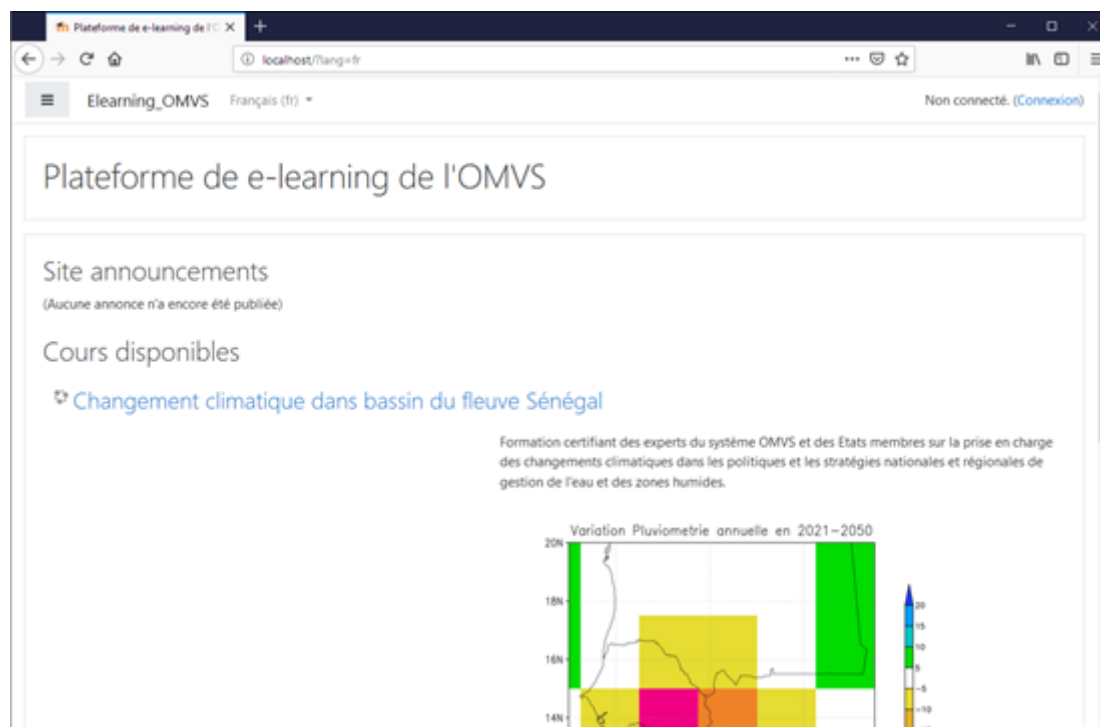 Plateforme de e-learning de l'O
localhost/?lang=fr
Elearning_OMVS Français (fr)
Non connecté. (Connexion)
Plateforme de e-learning de l'OMVS
Site announcements
(Aucune annonce n'a encore été publiée)
Cours disponibles
Changement climatique dans bassin du fleuve Sénégal
Formation certifiant des experts du système OMVS et des Etats membres sur la prise en charge
des changements climatiques dans les politiques et les stratégies nationales et régionales de
gestion de l'eau et des zones humides.
Variation Pluviometrie annuelle en 2021-2050
20N
18N
16N
14N
20
15
10
5
-5
-10